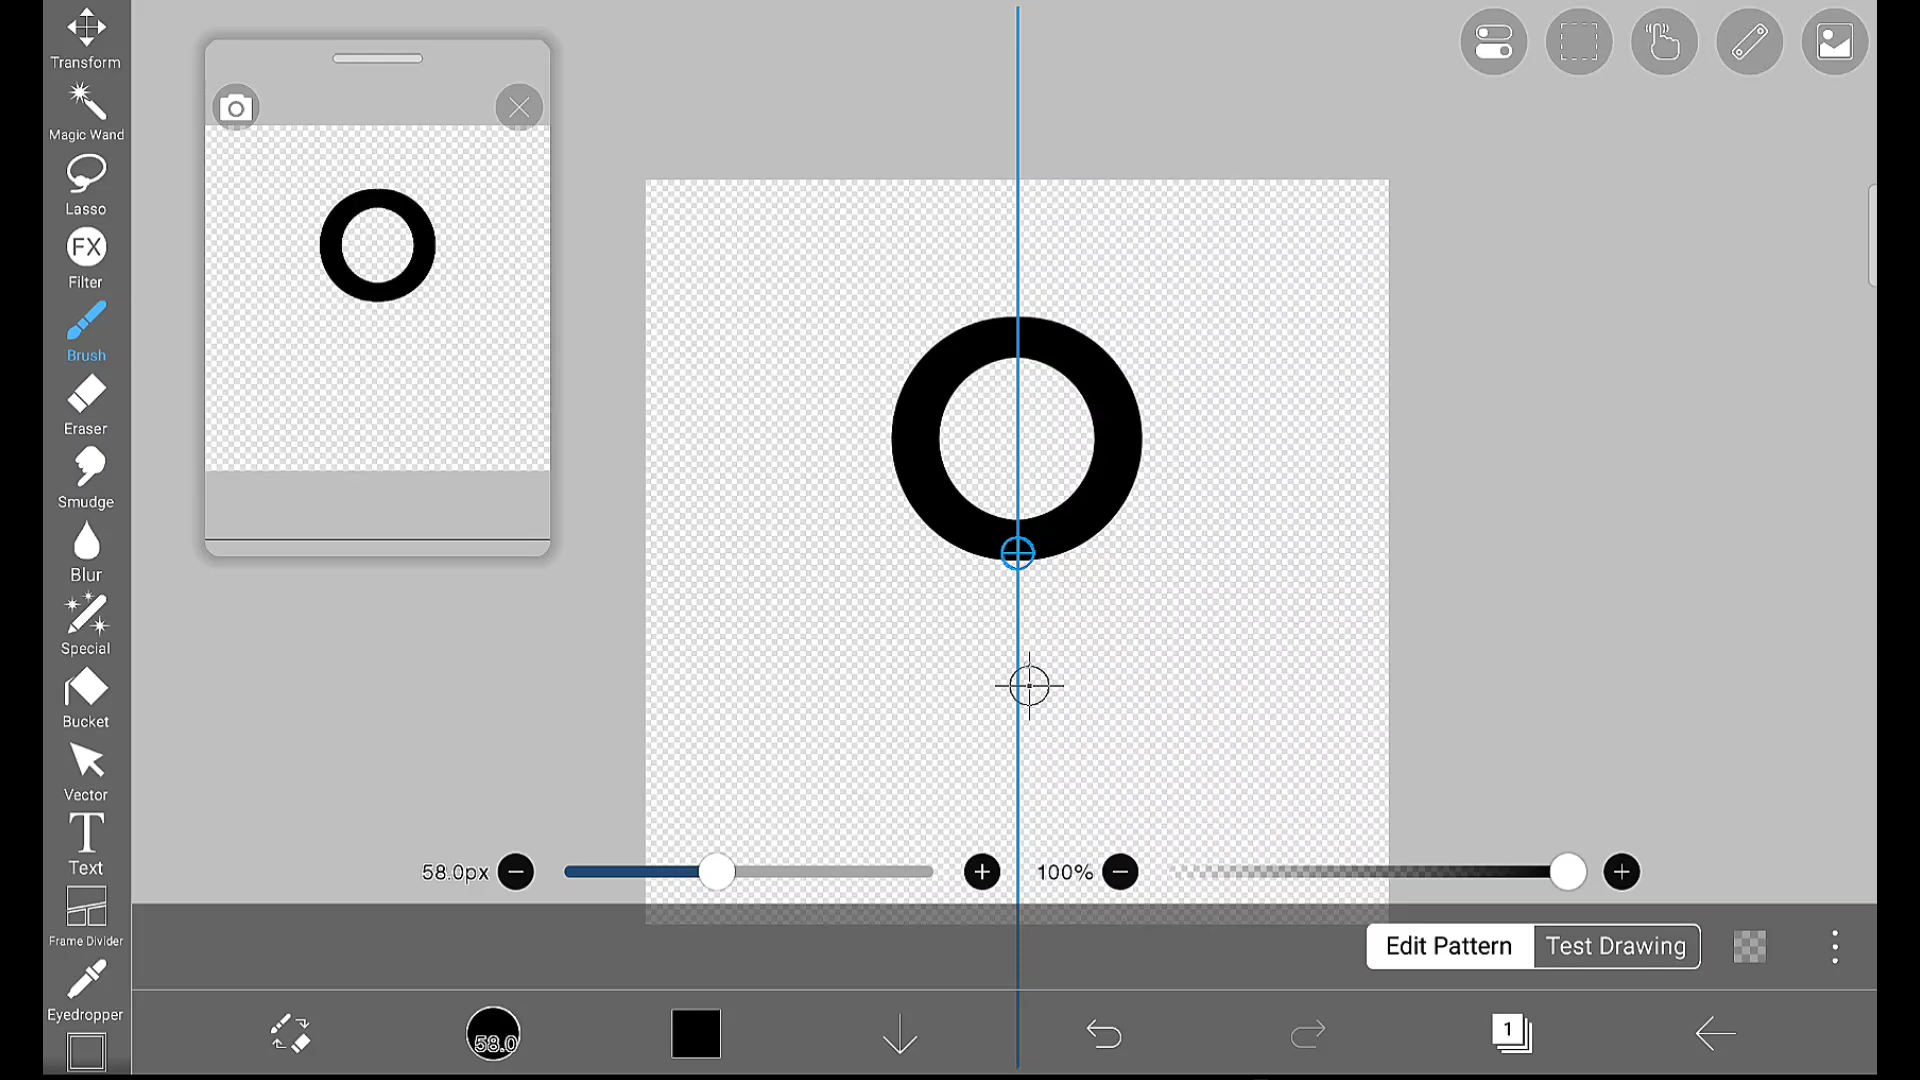 Transform
Magic Wand
Lasso
FX
Filter
Brush
Eraser
Smudge
Blur
Special
Bucket
Vector
T
Text
Frame Divider
Eyedropper
58.0px
100%
Edit Pattern
Test Drawing
58.0
1